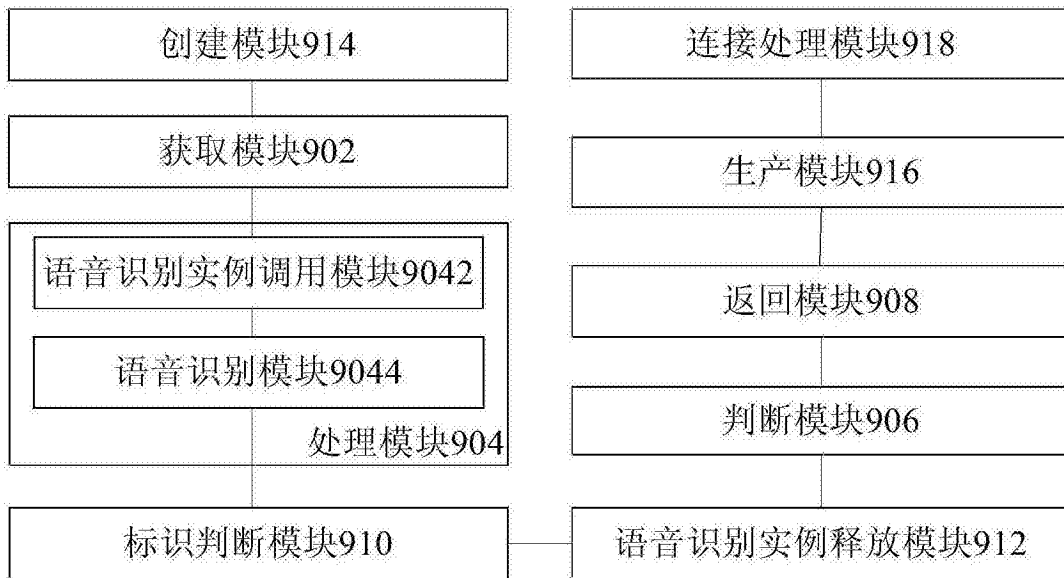 创建模块914
获取模块902
语音识别实例调用模块9042
语音识别模块9044
处理模块904
标识判断模块910
连接处理模块918
生产模块916
返回模块908
判断模块906
语音识别实例释放模块912